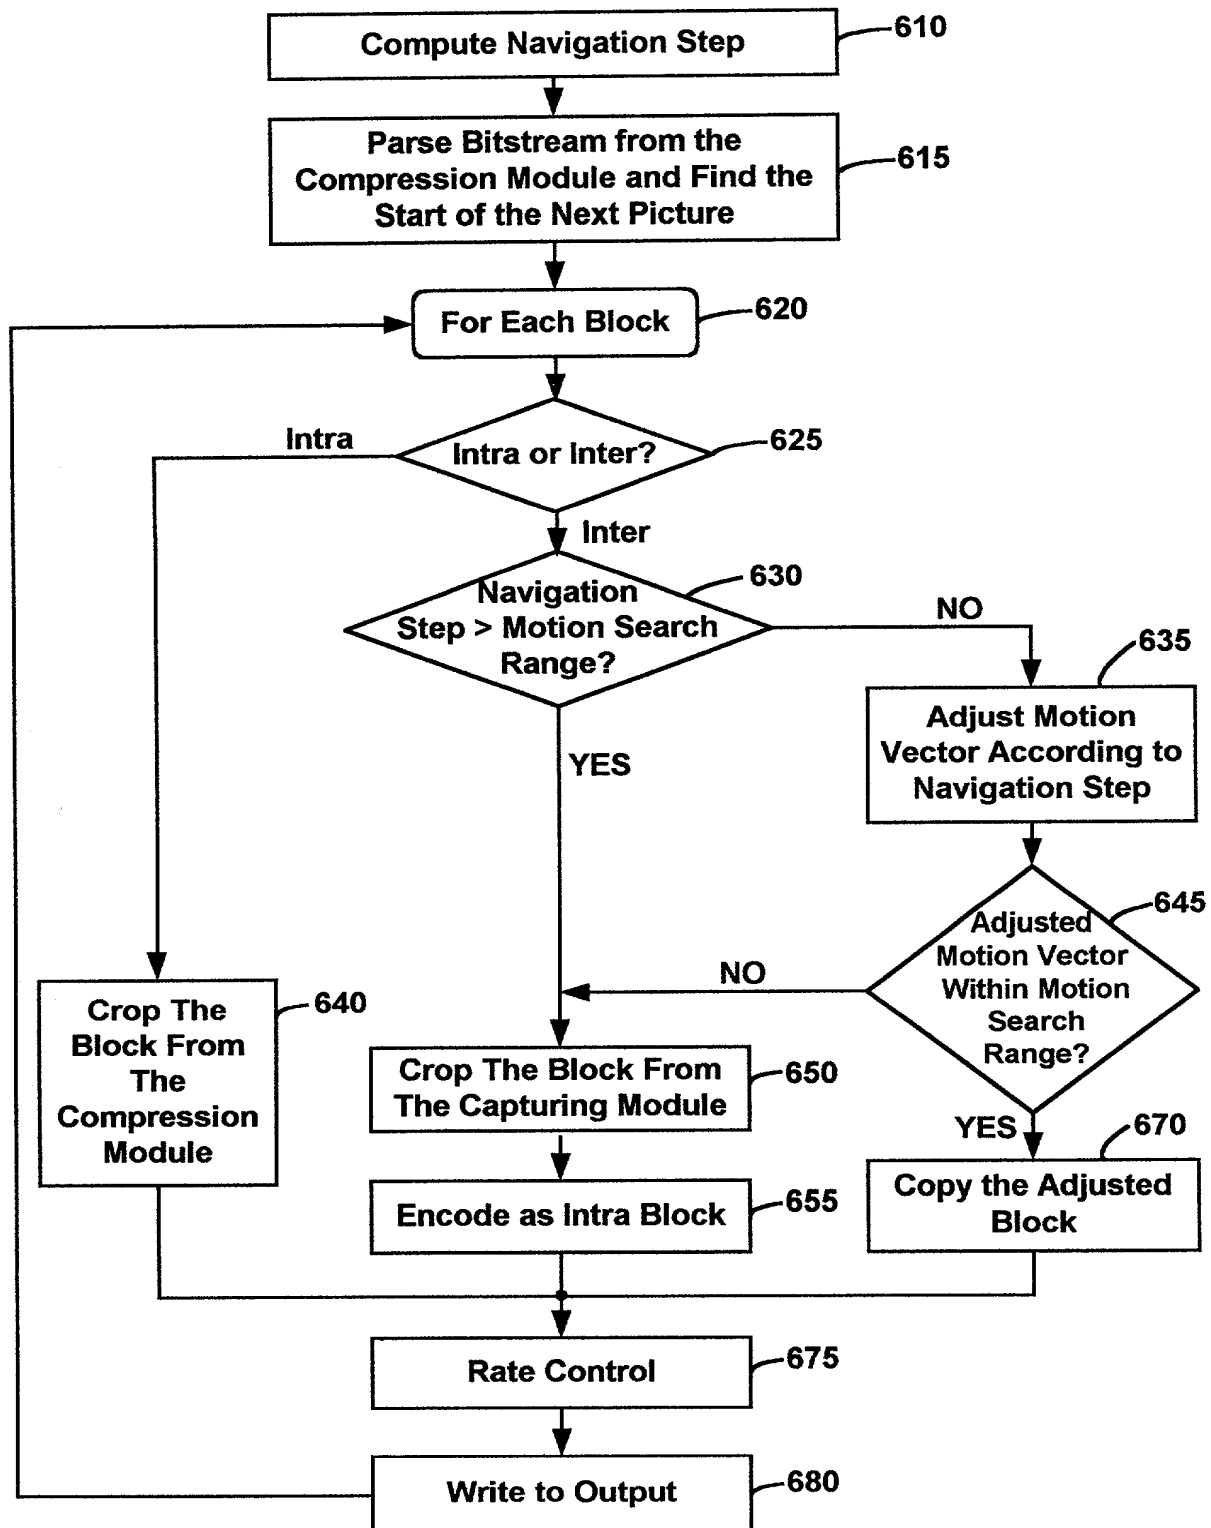 Compute Navigation Step
610
Parse Bitstream from the
Compression Module and Find the
Start of the Next Picture
615
For Each Block
620
Intra
Intra or Inter?
625
Inter
630
Navigation
Step > Motion Search
Range?
NO
635
Adjust Motion
Vector According to
Navigation Step
YES
645
Adjusted
Motion Vector
Within Motion
Search
Range?
NO
640
Crop The
Block From
The
Compression
Module
Crop The Block From
The Capturing Module
650
YES
670
Copy the Adjusted
Block
Encode as Intra Block
655
Rate Control
675
Write to Output
680